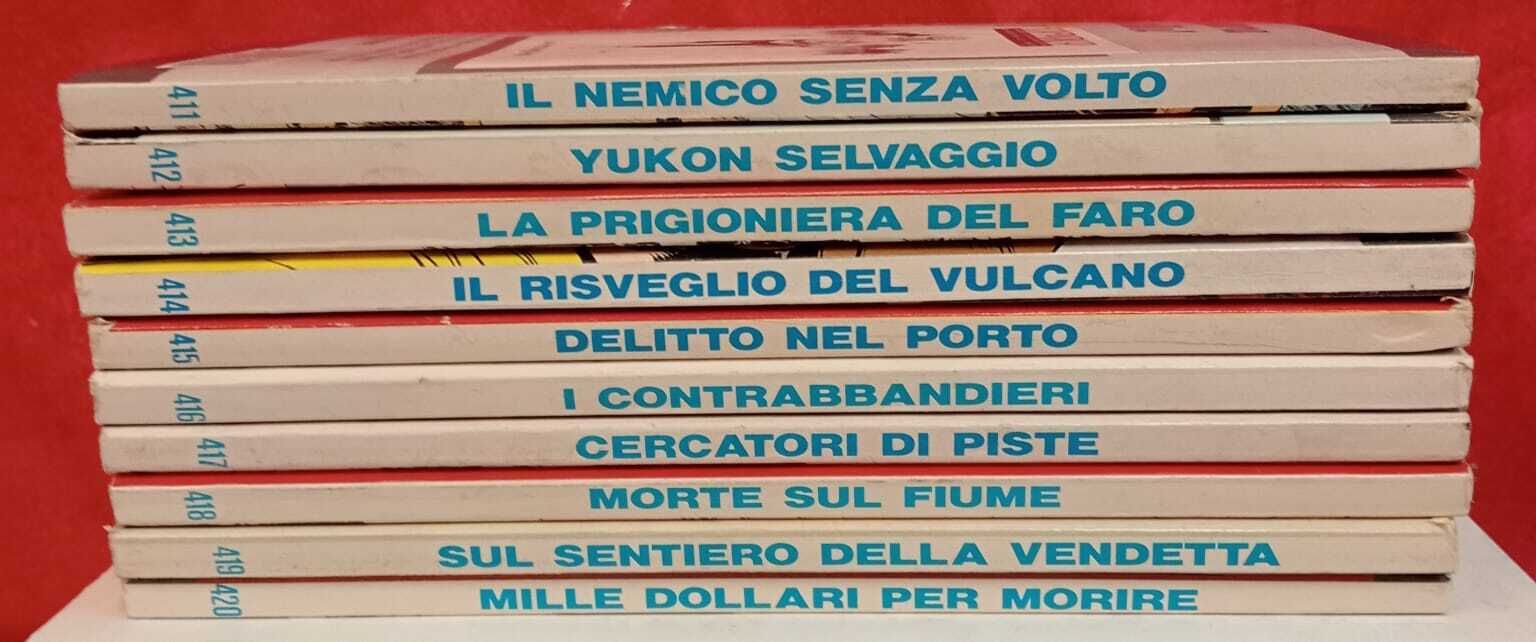 411 IL NEMICO SENZA VOLTO
412 YUKON SELVAGGIO
413 LA PRIGIONIERA DEL FARO
414 IL RISVEGLIO DEL VULCANO
415 DELITTO NEL PORTO
416 I CONTRABBANDIERI
417 CERCATORI DI PISTE
418 MORTE SUL FIUME
419 SUL SENTIERO DELLA VENDETTA
420 MILLE DOLLARI PER MORIRE